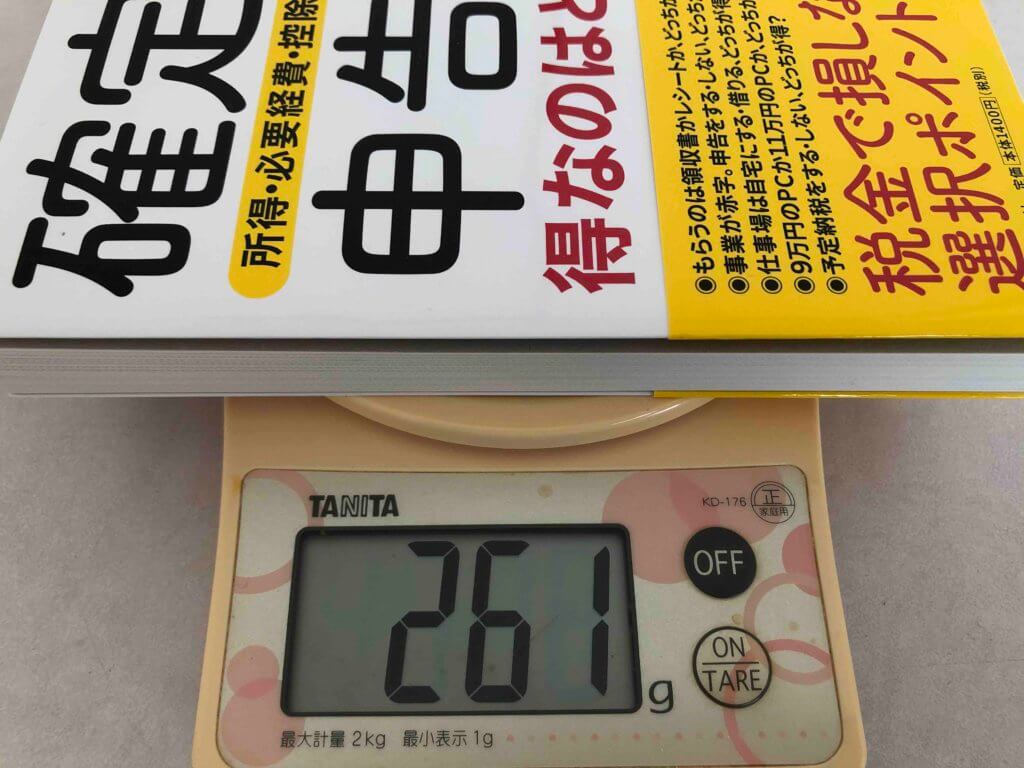 確定
申告
所得・必要経費・控除
得なのはど
●もらうのは領収書かレシートか、どっちが
●事業が赤字。申告をする・しない、どっちが
●仕事場は自宅にする・借りる、どっちが得
●9万円のPCか11万円のPCか、どっちが得
●予定納税をする・しない、どっちが得?
税金で損しな
選択ポイント
定価 本体1400円(税別)
TANITA
KD-176
正
家庭用
OFF
261
g
ON
TARE
最大計量 2kg 最小表示 1g